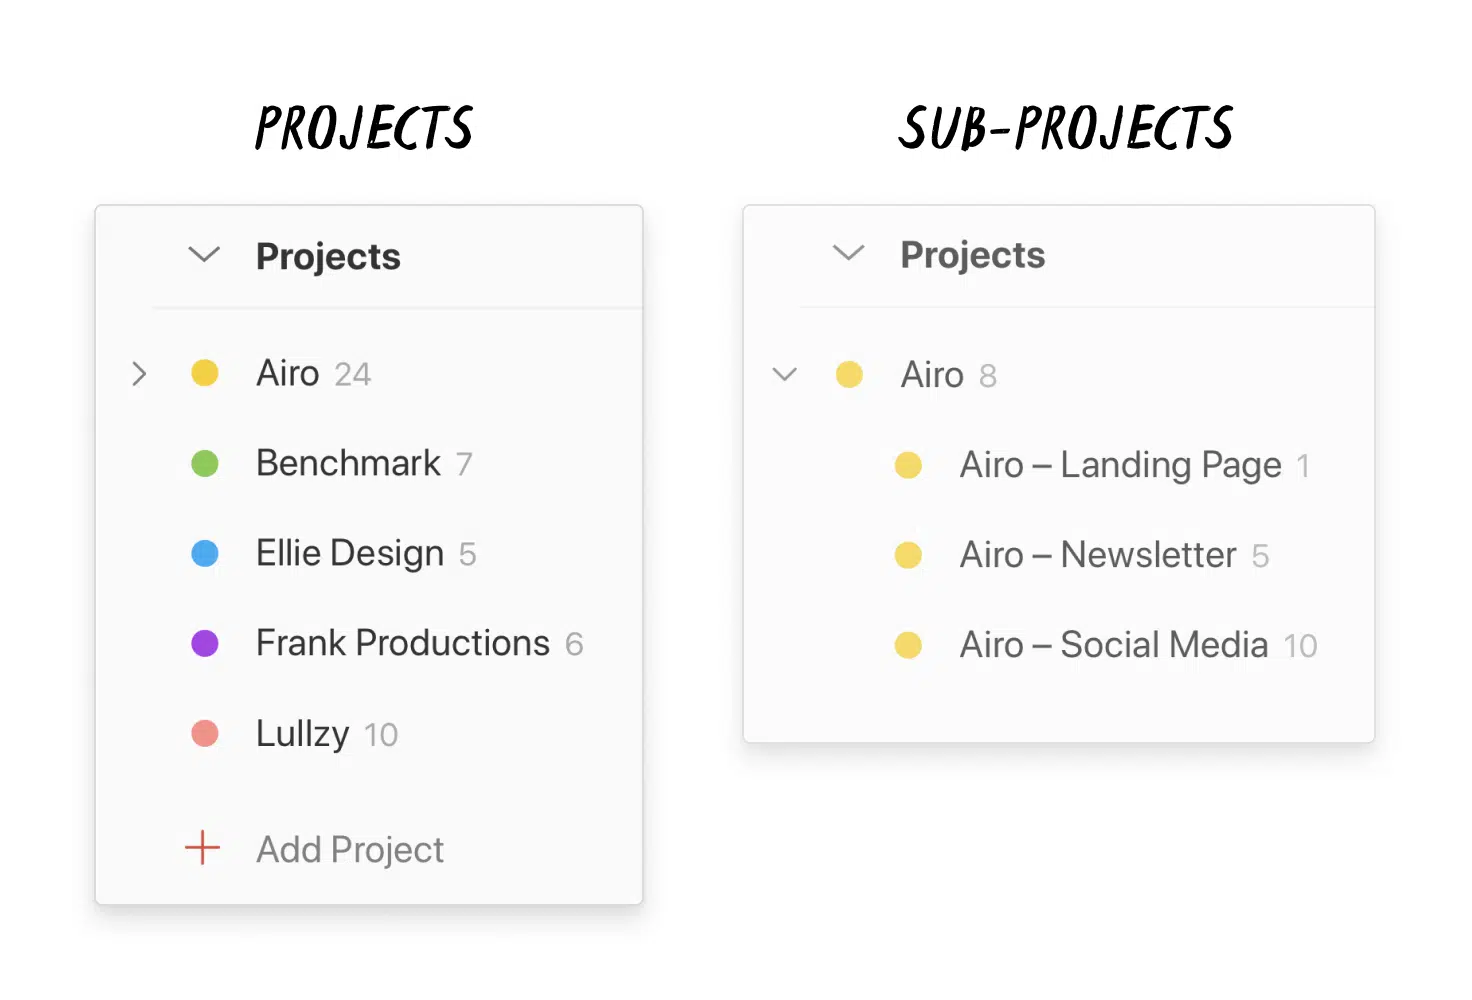 PROJECTS
Projects
Airo 24
Benchmark 7
Ellie Design 5
Frank Productions 6
Lullzy 10
Add Project
SUB-PROJECTS
Projects
Airo 8
Airo – Landing Page 1
Airo – Newsletter 5
Airo – Social Media 10